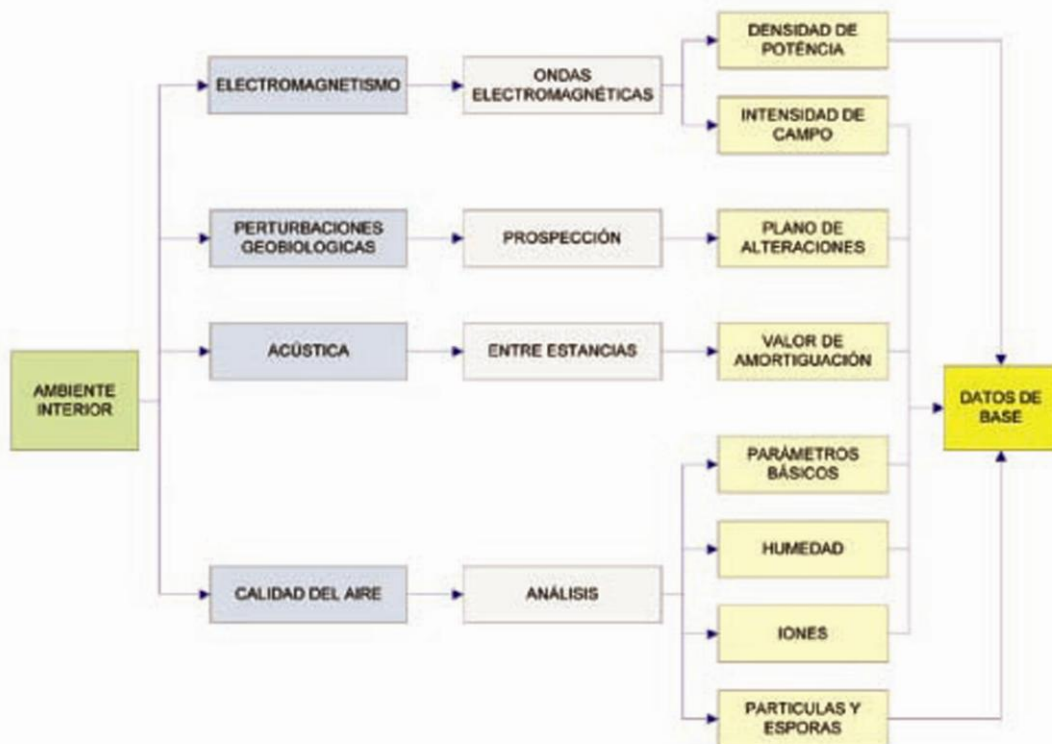 DENSIDAD DE
POTÉNCIA
ELECTROMAGNETISMO
ONDAS
ELECTROMAGNÉTICAS
INTENSIDAD DE
CAMPO
PERTURBACIONES
GEOBIOLOGICAS
PROSPECCIÓN
PLANO DE
ALTERACIONES
ACÚSTICA
ENTRE ESTANCIAS
VALOR DE
AMORTIGUACIÓN
AMBIENTE
INTERIOR
DATOS DE
BASE
PARÁMETROS
BÁSICOS
HUMEDAD
CALIDAD DEL AIRE
ANÁLISIS
IONES
PARTICULAS Y
ESPORAS